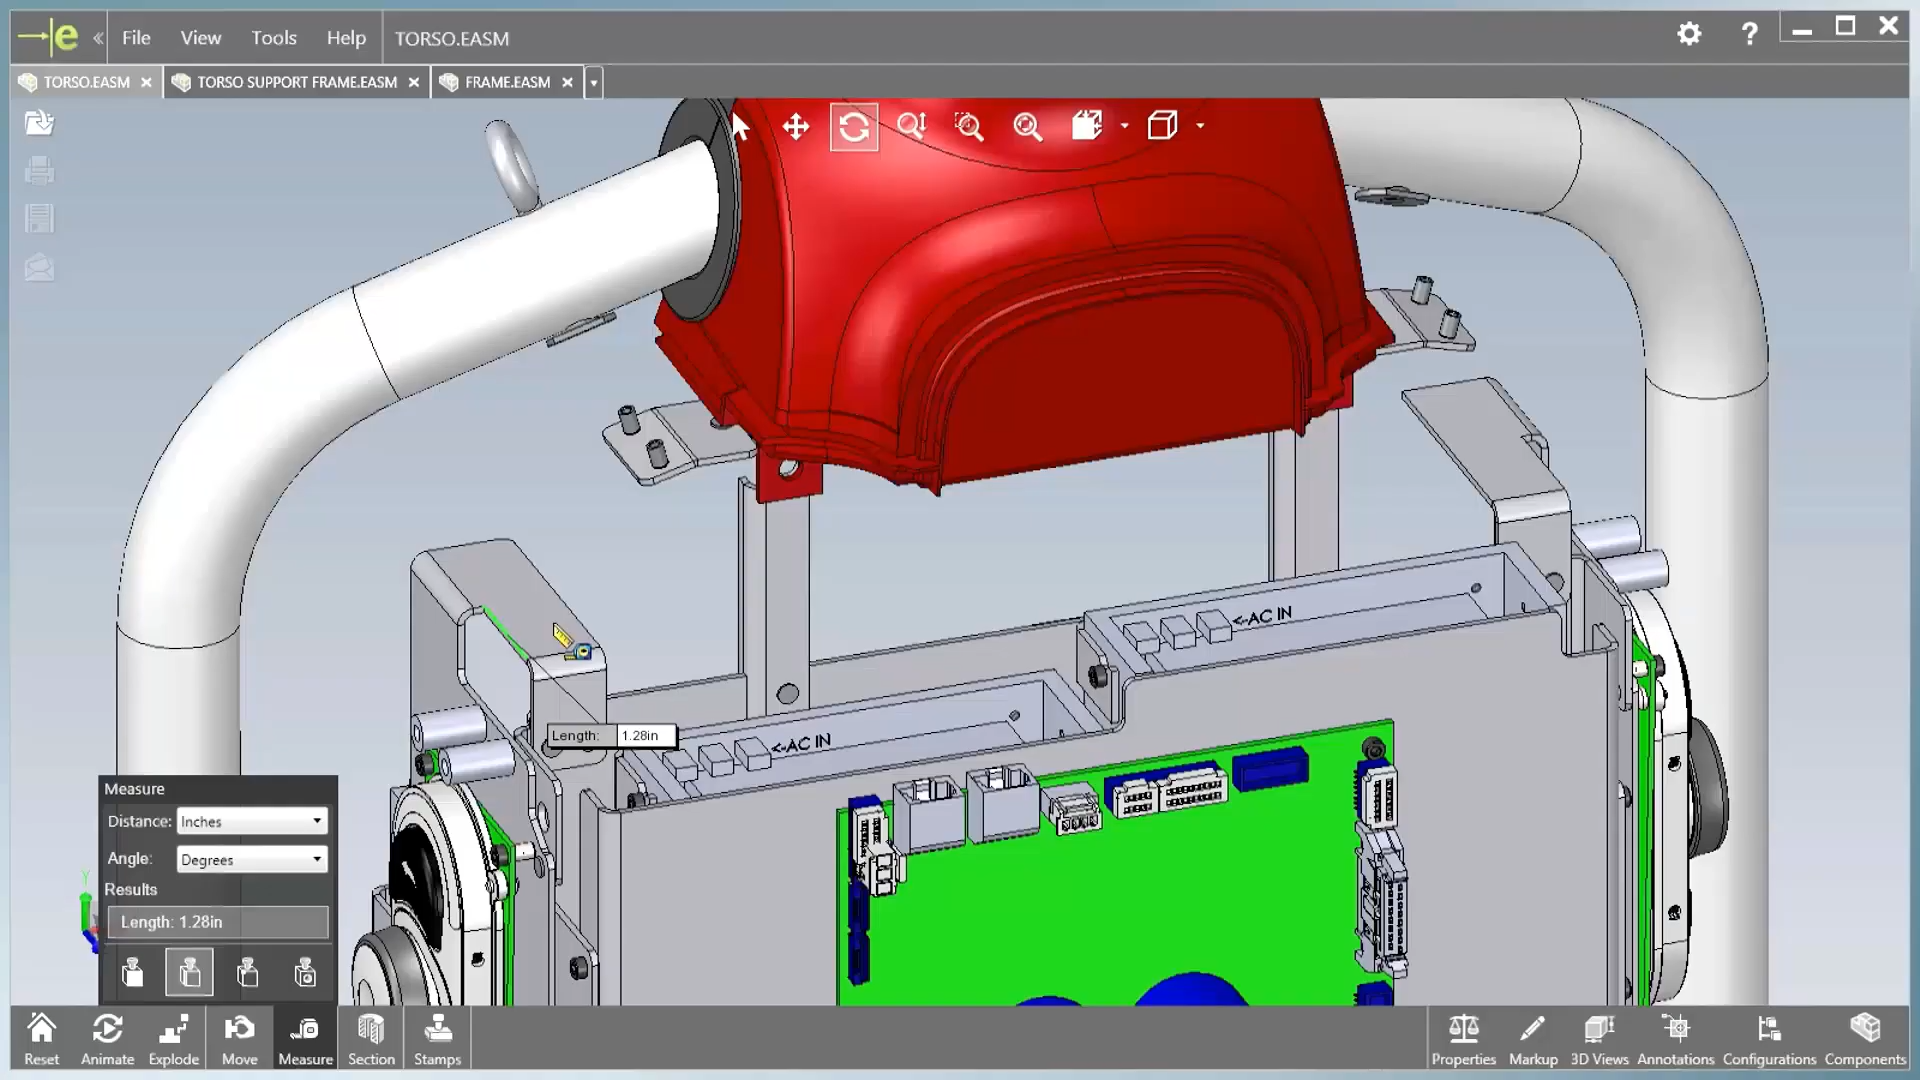 e « File View Tools Help TORSO.EASM ?
TORSO.EASM × TORSO SUPPORT FRAME.EASM × FRAME.EASM ×
<-AC IN
<-AC IN
Length: 1.28in
Measure
Distance: Inches
Angle: Degrees
Results
Length: 1.28in
Y
Reset Animate Explode Move Measure Section Stamps Properties Markup 3D Views Annotations Configurations Components